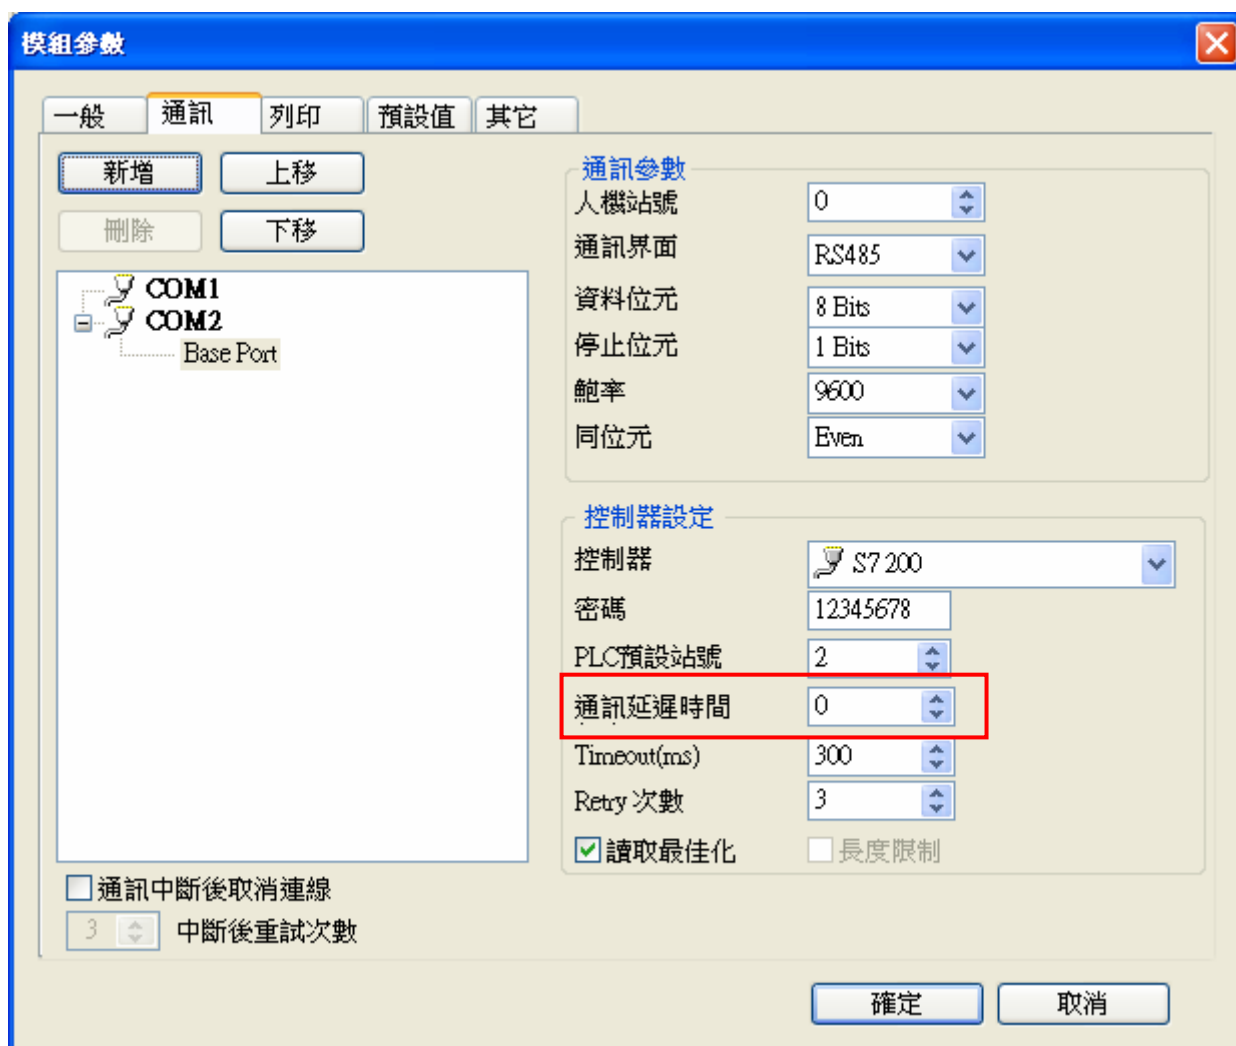 模組參數
一般 通訊 列印 預設值 其它
新增 上移
刪除 下移
COM1
COM2
Base Port
通訊中斷後取消連線
3 中斷後重試次數
通訊參數
人機站號 0
通訊界面 RS485
資料位元 8 Bits
停止位元 1 Bits
鮑率 9600
同位元 Even
控制器設定
控制器 S7 200
密碼 12345678
PLC預設站號 2
通訊延遲時間 0
Timeout(ms) 300
Retry 次數 3
讀取最佳化 長度限制
確定 取消